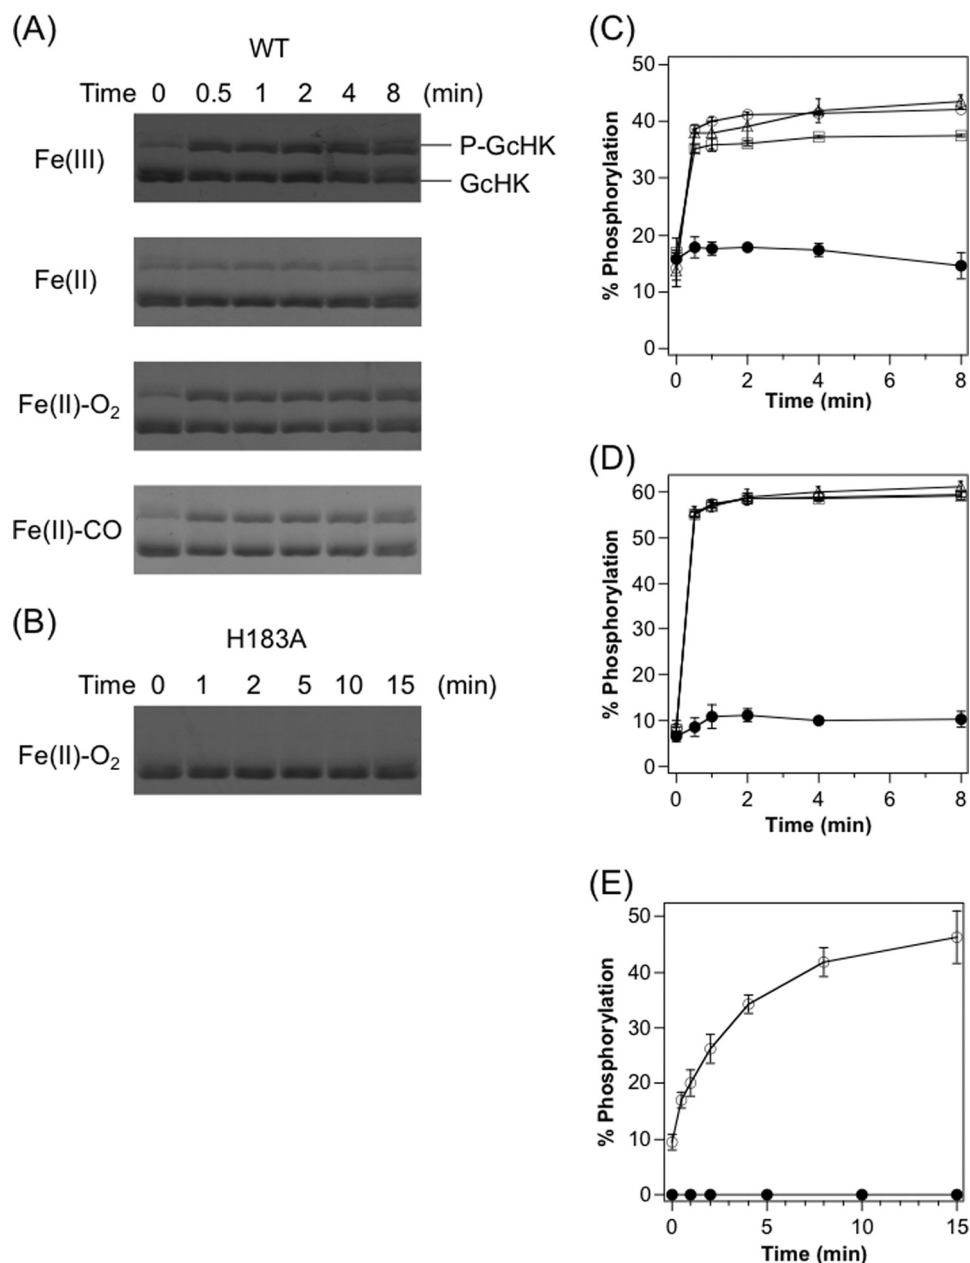 (A)
WT
Time 0 0.5 1 2 4 8 (min)
Fe(III)
P-GcHK
GcHK
Fe(II)
Fe(II)-O₂
Fe(II)-CO
(B)
H183A
Time 0 1 2 5 10 15 (min)
Fe(II)-O₂
(C)
50
40
30
20
10
0
% Phosphorylation
0 2 4 6 8
Time (min)
(D)
60
50
40
30
20
10
0
% Phosphorylation
0 2 4 6 8
Time (min)
(E)
50
40
30
20
10
0
% Phosphorylation
0 5 10 15
Time (min)